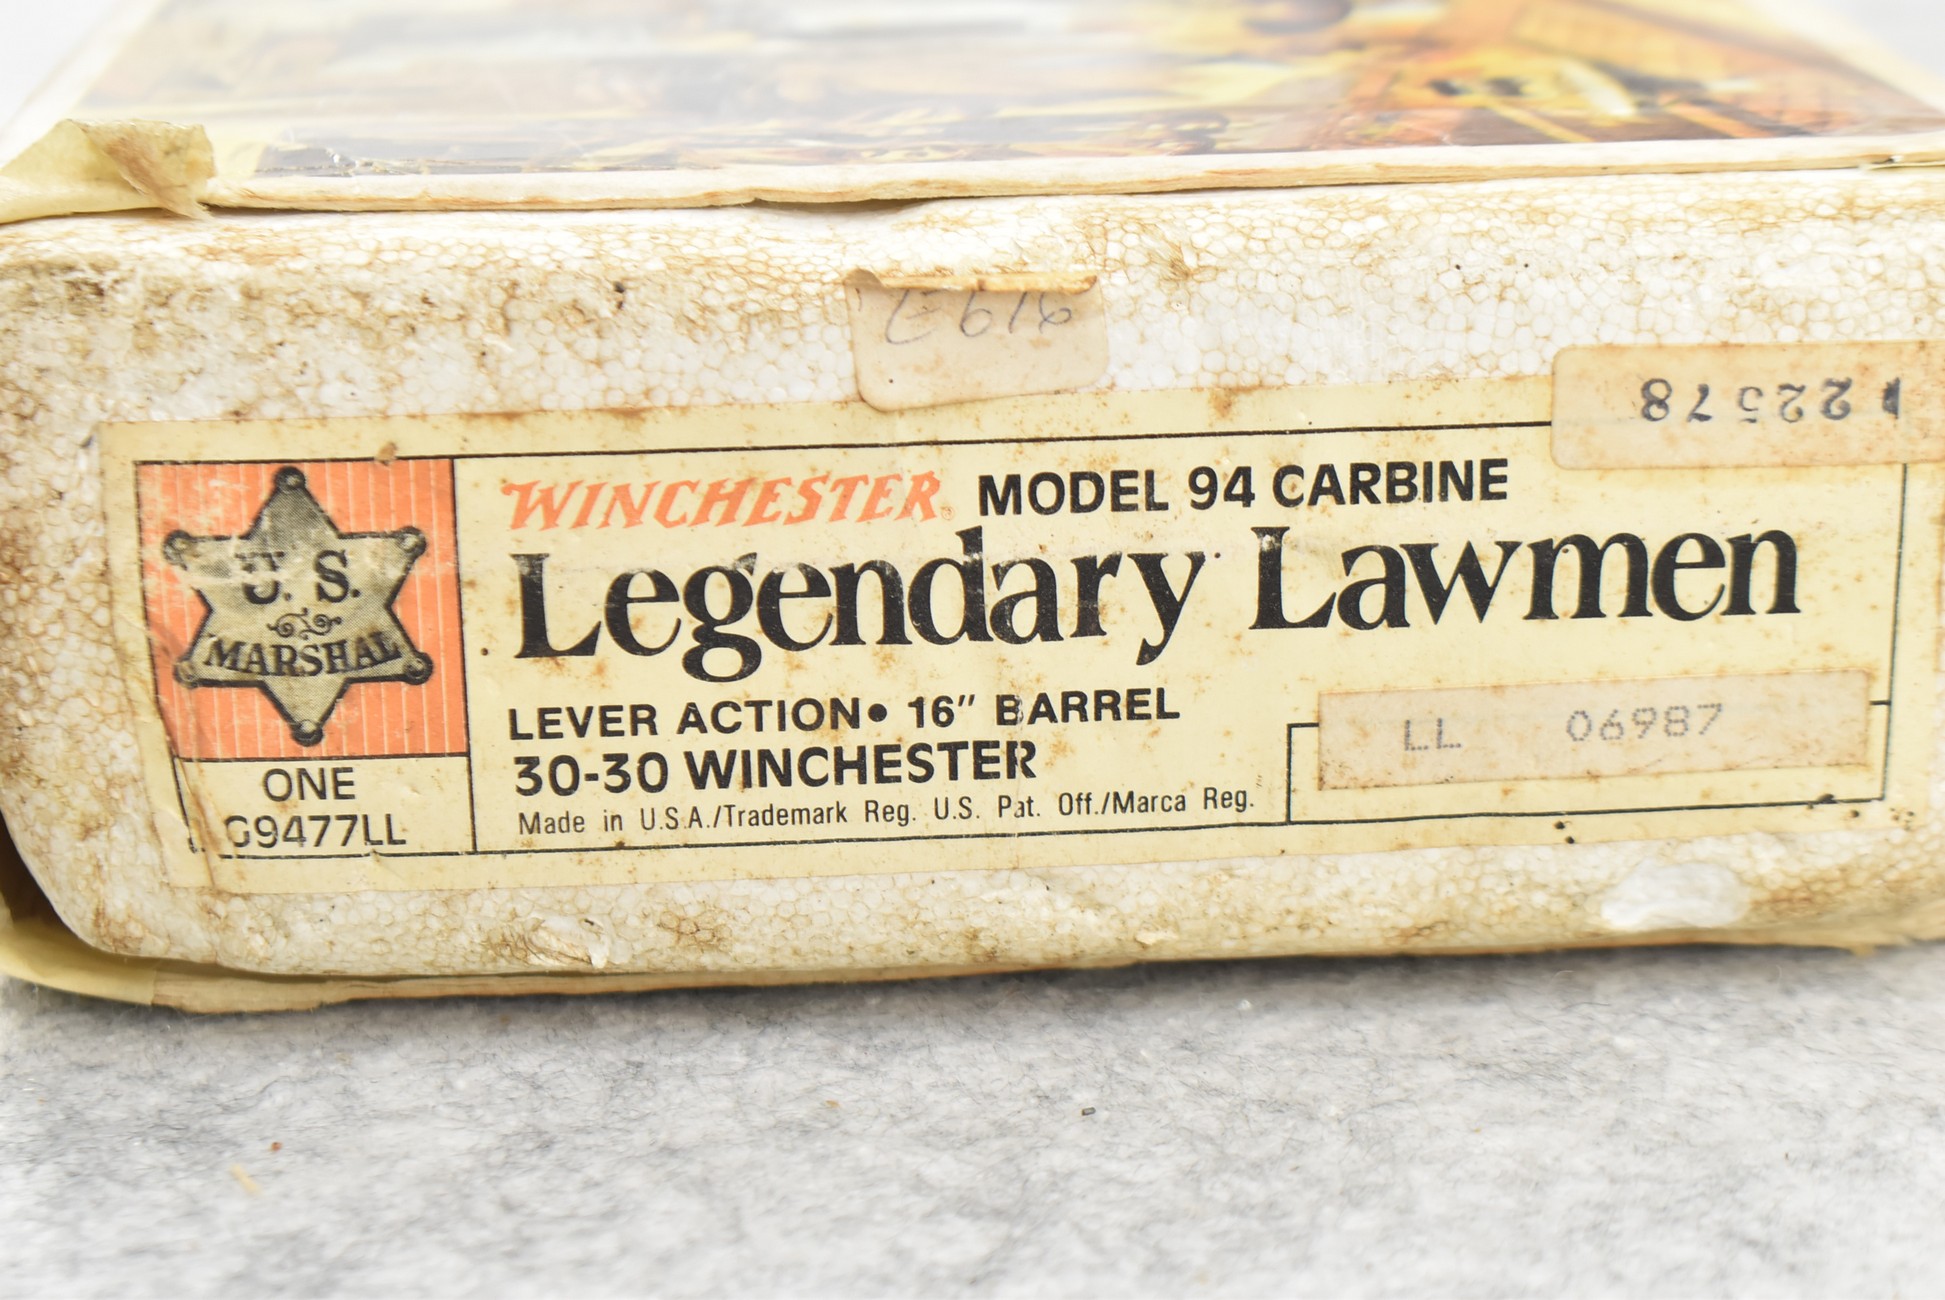 22578
WINCHESTER MODEL 94 CARBINE
Legendary Lawmen
U. S.
MARSHAL
LEVER ACTION• 16" BARREL
30-30 WINCHESTER
Made in U.S.A./Trademark Reg. U.S. Pat. Off./Marca Reg.
LL 06987
ONE
G9477LL